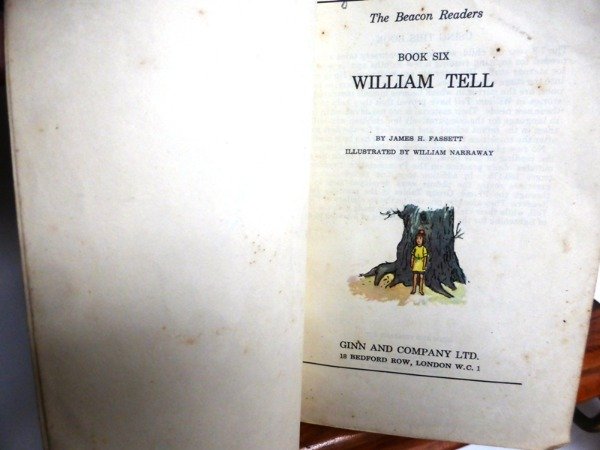 The Beacon Readers
BOOK SIX
WILLIAM TELL
BY JAMES H. FASSETT
ILLUSTRATED BY WILLIAM NARRAWAY
GINN AND COMPANY LTD.
18 BEDFORD ROW, LONDON W.C. 1